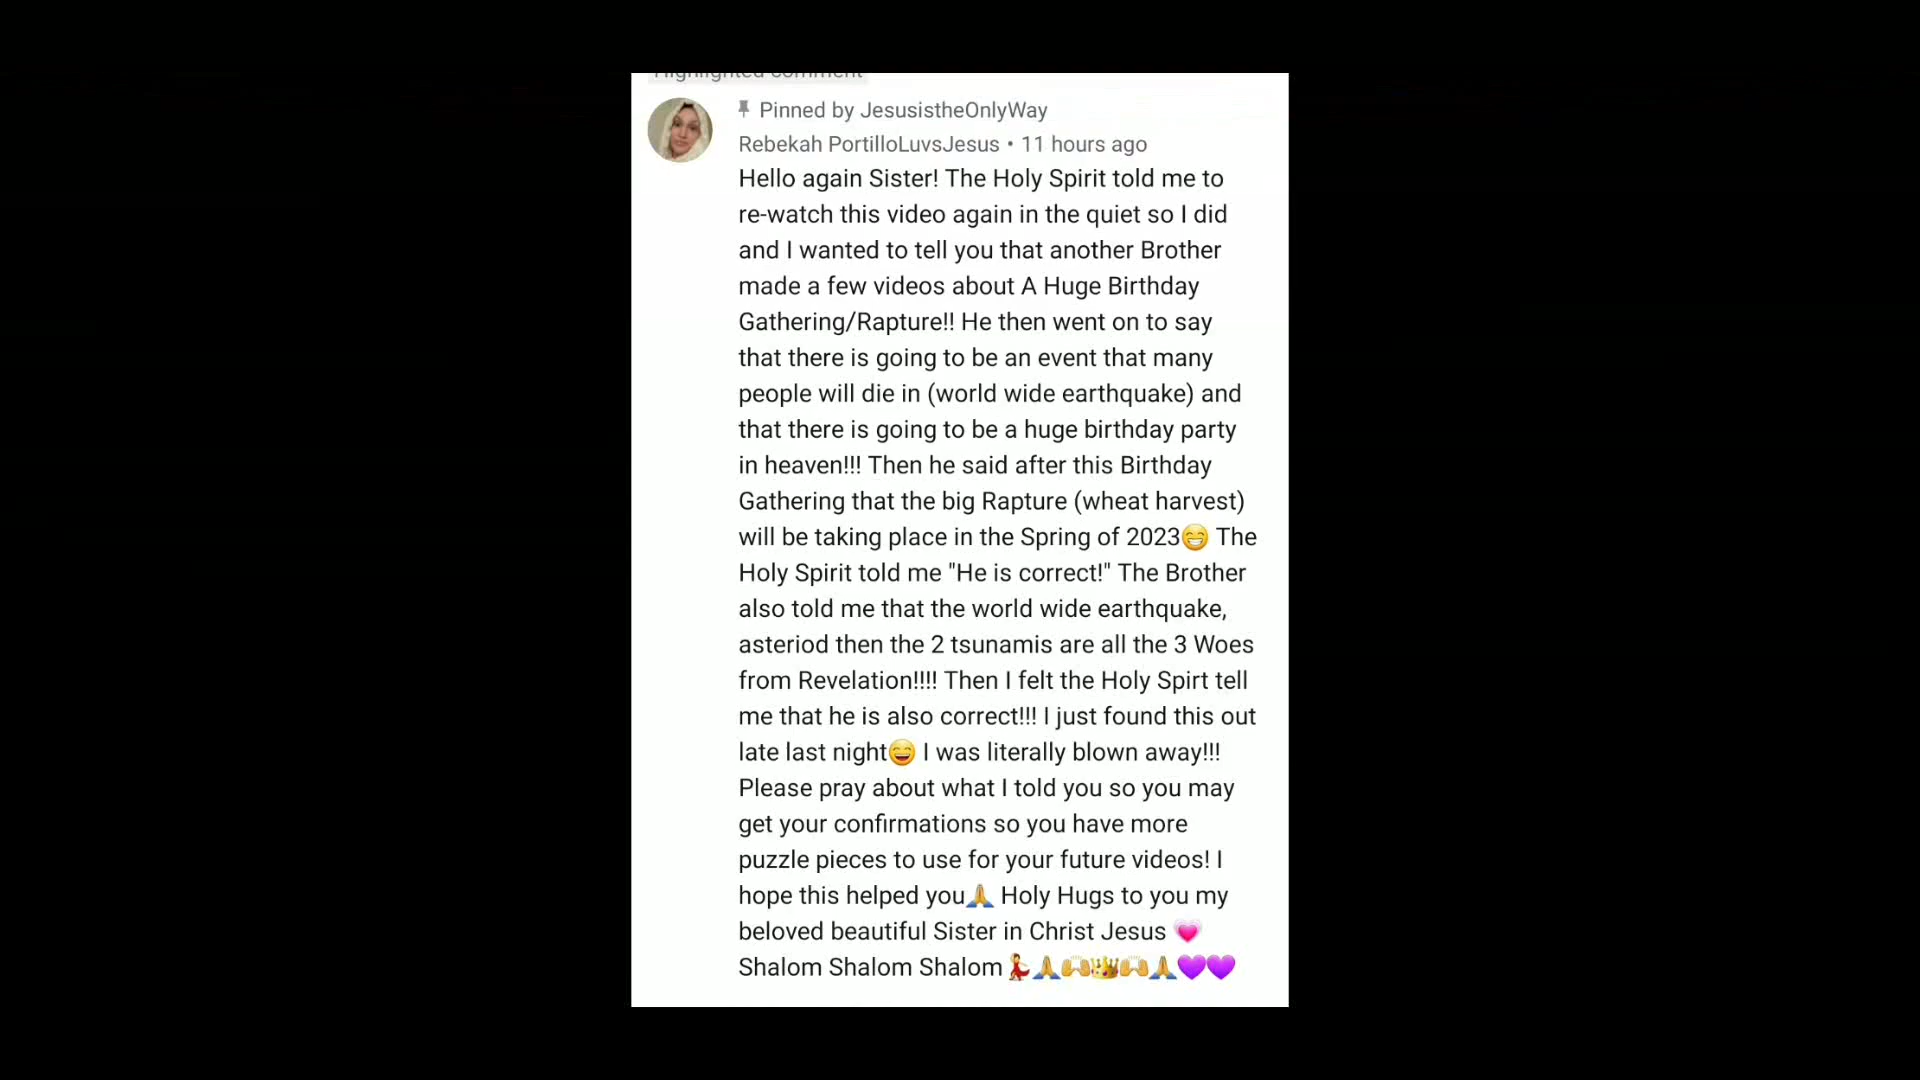 Highlighted comment
Pinned by JesusistheOnlyWay
Rebekah PortilloLuvsJesus • 11 hours ago
Hello again Sister! The Holy Spirit told me to
re-watch this video again in the quiet so I did
and I wanted to tell you that another Brother
made a few videos about A Huge Birthday
Gathering/Rapture!! He then went on to say
that there is going to be an event that many
people will die in (world wide earthquake) and
that there is going to be a huge birthday party
in heaven!!! Then he said after this Birthday
Gathering that the big Rapture (wheat harvest)
will be taking place in the Spring of 2023😁 The
Holy Spirit told me "He is correct!" The Brother
also told me that the world wide earthquake,
asteriod then the 2 tsunamis are all the 3 Woes
from Revelation!!!! Then I felt the Holy Spirt tell
me that he is also correct!!! I just found this out
late last night😄 I was literally blown away!!!
Please pray about what I told you so you may
get your confirmations so you have more
puzzle pieces to use for your future videos! I
hope this helped you🙏 Holy Hugs to you my
beloved beautiful Sister in Christ Jesus 💗
Shalom Shalom Shalom💃🙏🙌👑🙌🙏💜💜